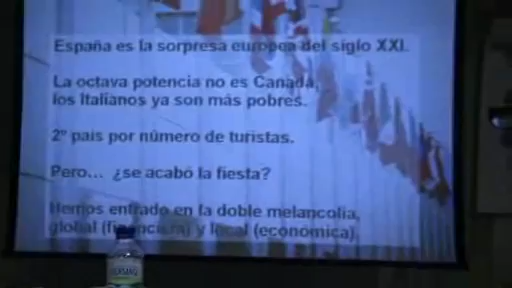 España es la sorpresa europea del siglo XXI.
La octava potencia no es Canadá,
los Italianos ya son más pobres.
2º país por número de turistas.
Pero... ¿se acabó la fiesta?
Hemos entrado en la doble melancolía,
global (financiera) y local (económica).